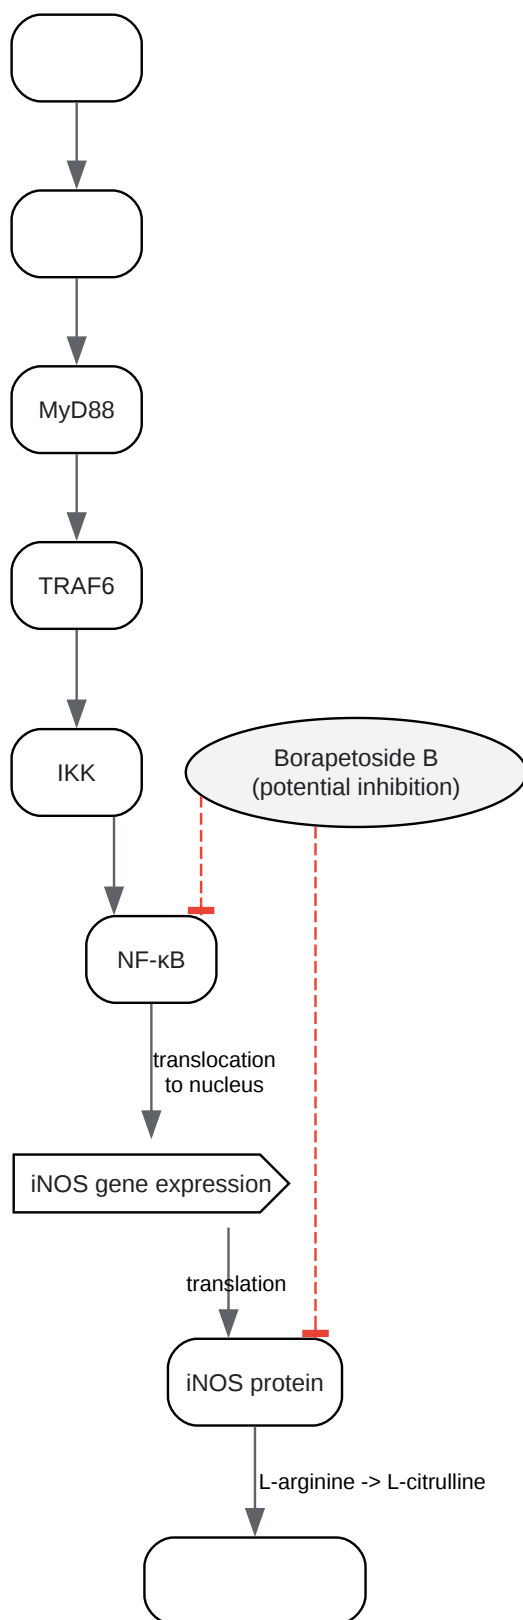 MyD88
TRAF6
IKK
Borapetoside B
(potential inhibition)
NF-κB
translocation
to nucleus
iNOS gene expression
translation
iNOS protein
L-arginine -> L-citrulline